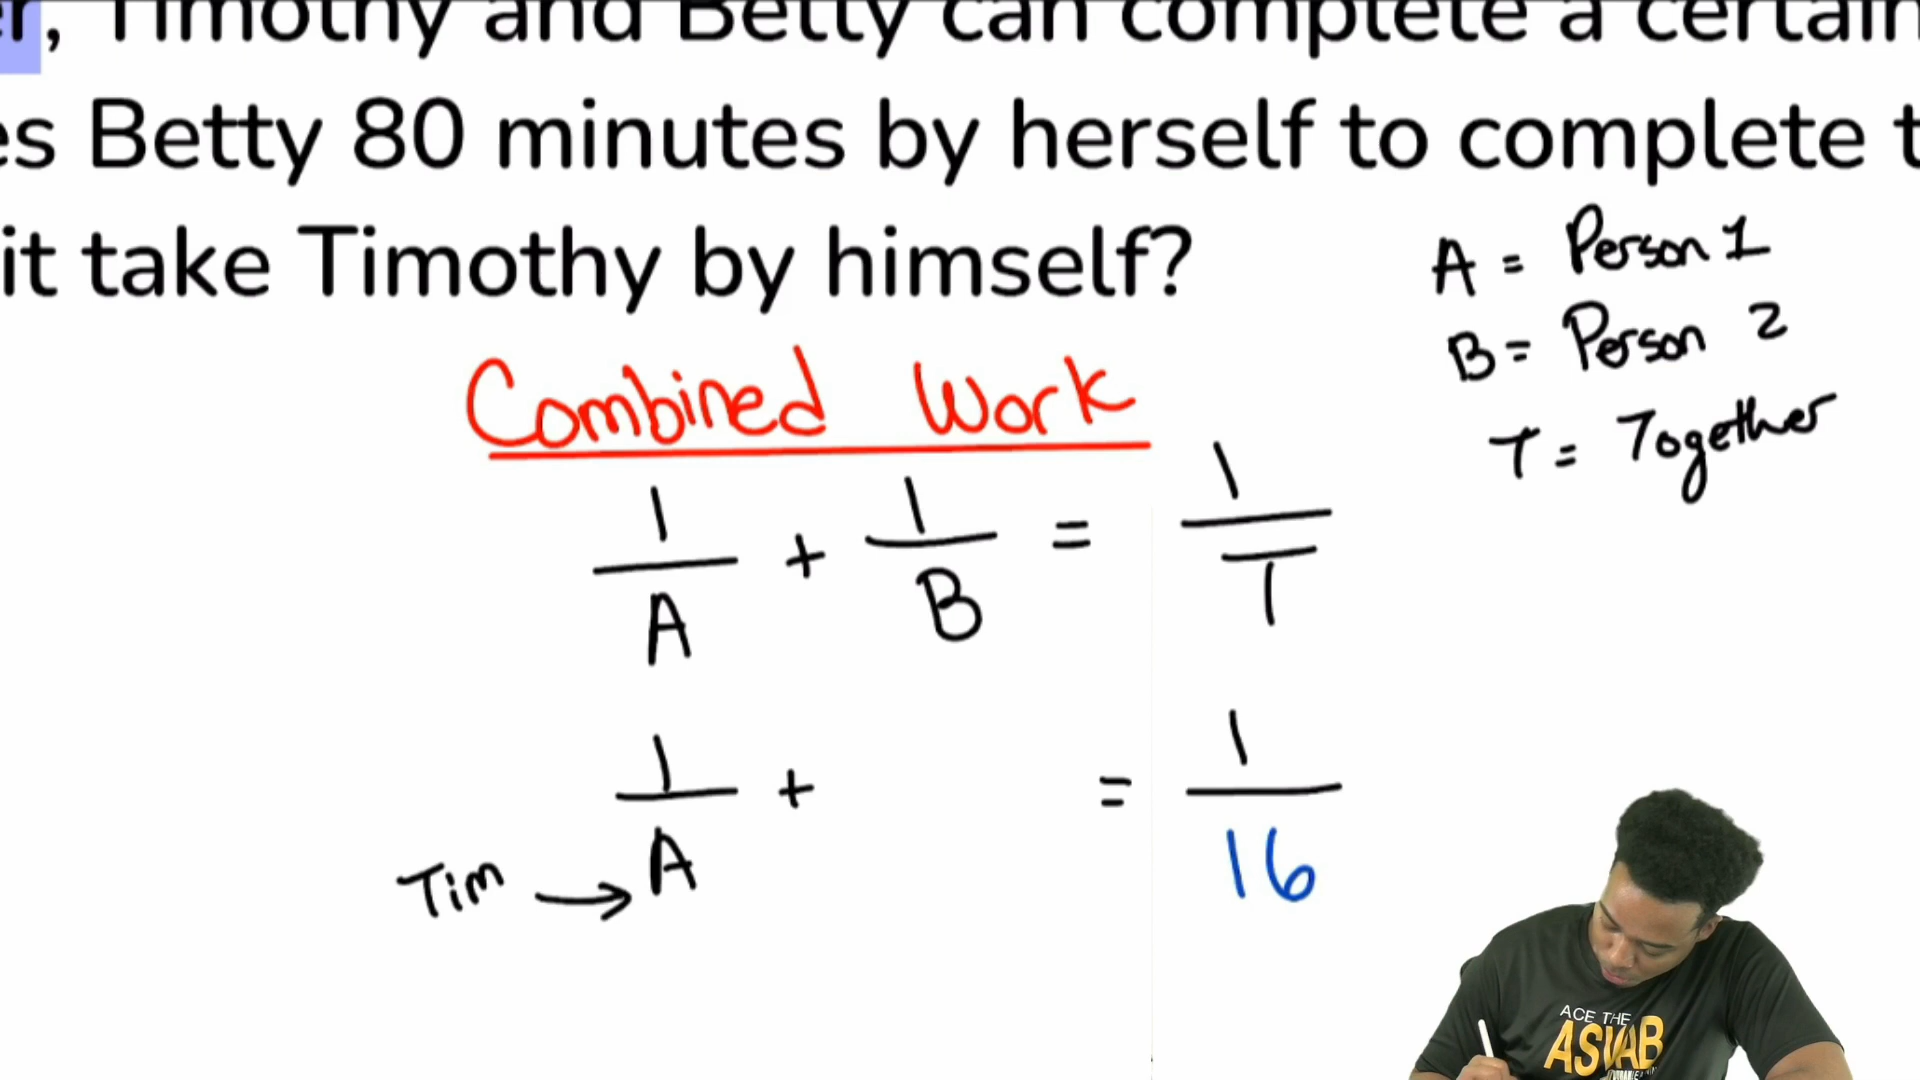 er, Timothy and Betty can complete a certain
es Betty 80 minutes by herself to complete t
it take Timothy by himself?
A = Person 1
B = Person 2
T = Together
Combined Work
1/A + 1/B = 1/T
1/A + = 1/16
Tim → A
ACE THE
ASVAB